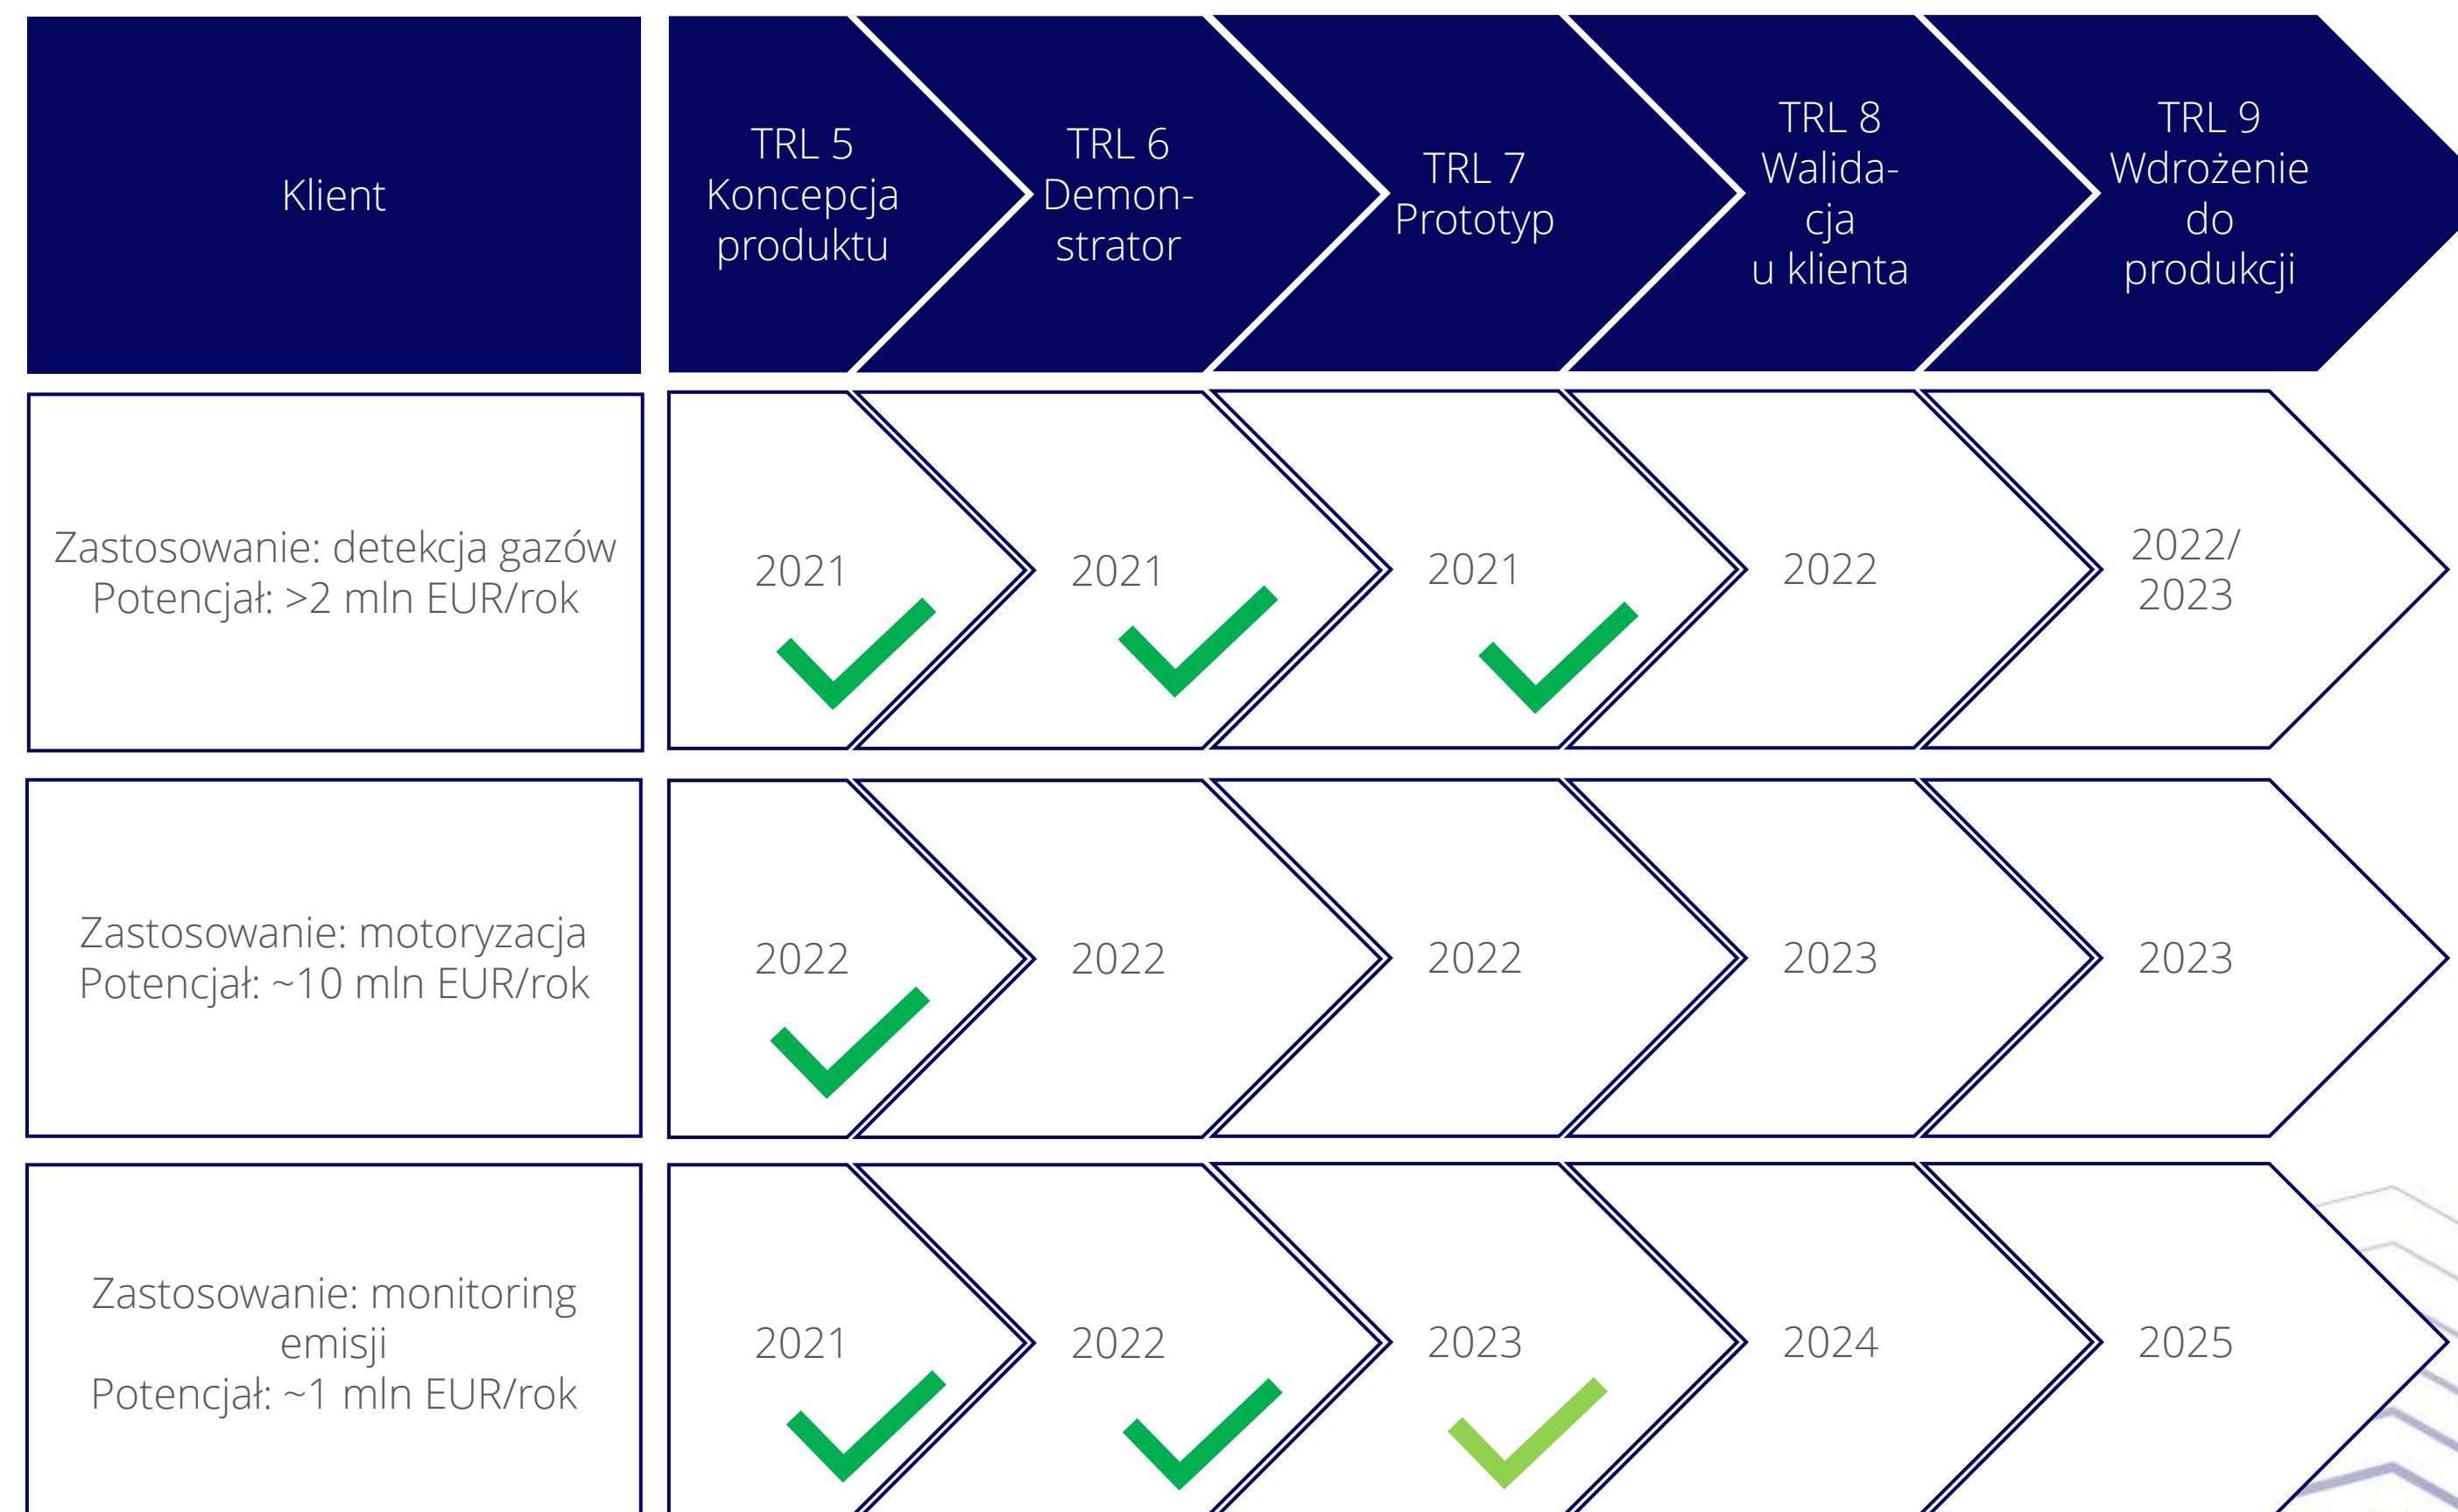 Klient
TRL 5
Koncepcja
produktu
TRL 6
Demon-
strator
TRL 7
Prototyp
TRL 8
Walida-
cja
u klienta
TRL 9
Wdrożenie
do
produkcji
Zastosowanie: detekcja gazów
Potencjał: >2 mln EUR/rok
2021
2021
2021
2022
2022/
2023
Zastosowanie: motoryzacja
Potencjał: ~10 mln EUR/rok
2022
2022
2022
2023
2023
Zastosowanie: monitoring
emisji
Potencjał: ~1 mln EUR/rok
2021
2022
2023
2024
2025